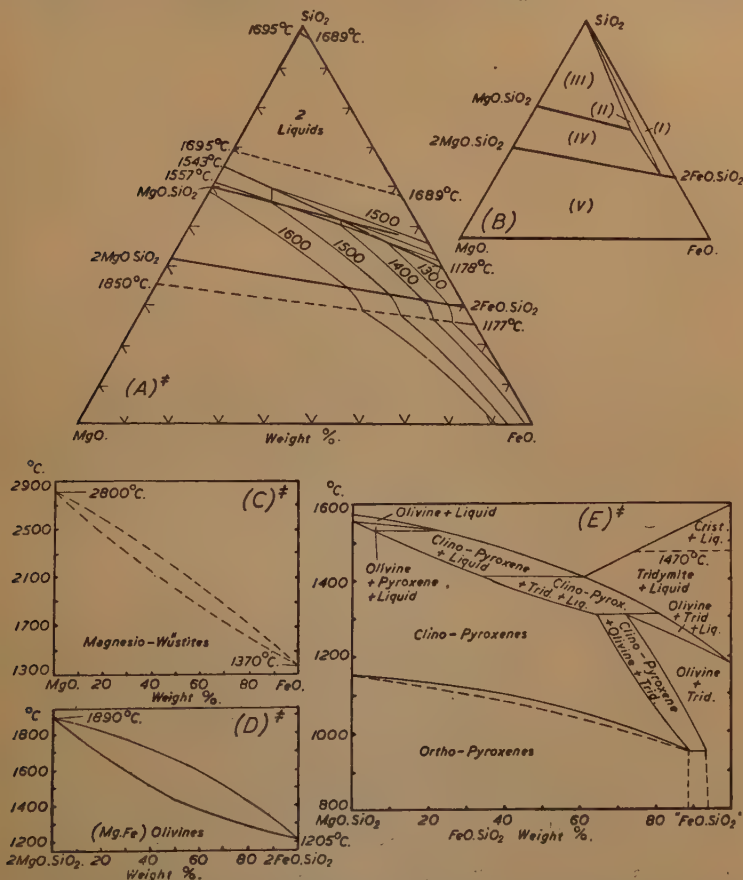 SiO₂
1695°C
1689°C.
2
Liquids
1695°C
1543°C.
1557°C.
MgO.SiO₂
1689°C.
1500
1600
1500
1400
1300
1178°C.
2MgO.SiO₂
1850°C.
2FeO.SiO₂
1177°C
(A)‡
MgO.
Weight %.
FeO.
SiO₂
(III)
MgO.SiO₂
(II)
(I)
2MgO.SiO₂
(IV)
2FeO.SiO₂
(B)
(V)
MgO.
FeO.
°C.
2900
2800°C.
(C)‡
2500
2100
1700
Magnesio-Wüstites
1370°C.
1300
MgO. 20 40 60 80 FeO.
Weight %.
°C
1890°C.
(D)‡
1800
1600
1400
(Mg.Fe) Olivines
1200
1205°C.
2MgO.SiO₂. 20 40 60 80 2FeO.SiO₂
Weight %.
°C.
1600
Olivine + Liquid
(E)‡
Crist.
+ Liq.
Clino-Pyroxene
+ Liquid
1470°C.
Olivine
+ Pyroxene
+ Liquid
Tridymite
+ Liquid
1400
Clino-Pyrox.
+ Trid. + Liq.
Olivine
+ Trid
+ Liq.
Clino-Pyroxenes
Clino-Pyroxene
+ Olivine + Trid.
Olivine
+
Trid.
1200
1000
Ortho-Pyroxenes
800
MgO.SiO₂ 20 40 60 80 "FeO.SiO₂"
FeO.SiO₂ Weight %.